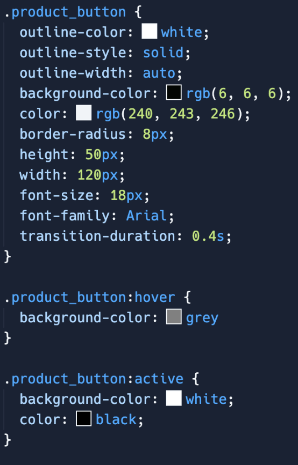 .product_button {
  outline-color: white;
  outline-style: solid;
  outline-width: auto;
  background-color: rgb(6, 6, 6);
  color: rgb(240, 243, 246);
  border-radius: 8px;
  height: 50px;
  width: 120px;
  font-size: 18px;
  font-family: Arial;
  transition-duration: 0.4s;
}

.product_button:hover {
  background-color: grey
}

.product_button:active {
  background-color: white;
  color: black;
}